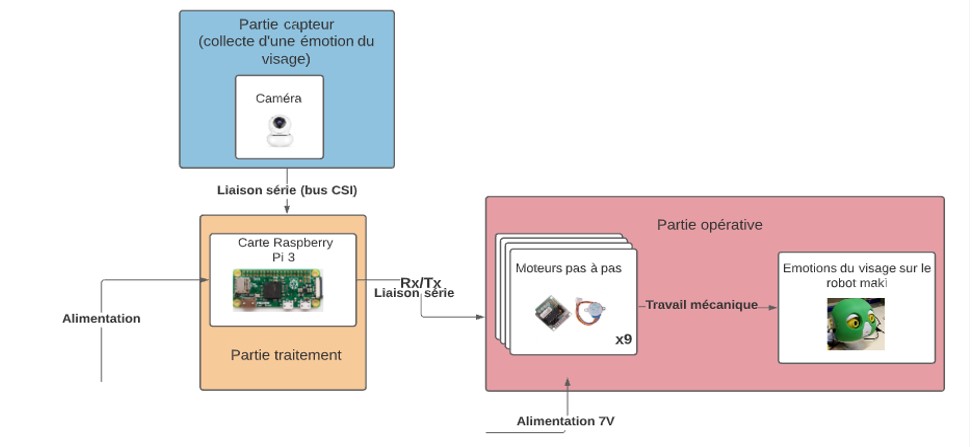 Partie capteur
(collecte d'une émotion du
visage)
Caméra
Liaison série (bus CSI)
Carte Raspberry
Pi 3
Partie traitement
Alimentation
Rx/Tx
Liaison série
Partie opérative
Moteurs pas à pas
x9
Travail mécanique
Emotions du visage sur le
robot maki
Alimentation 7V